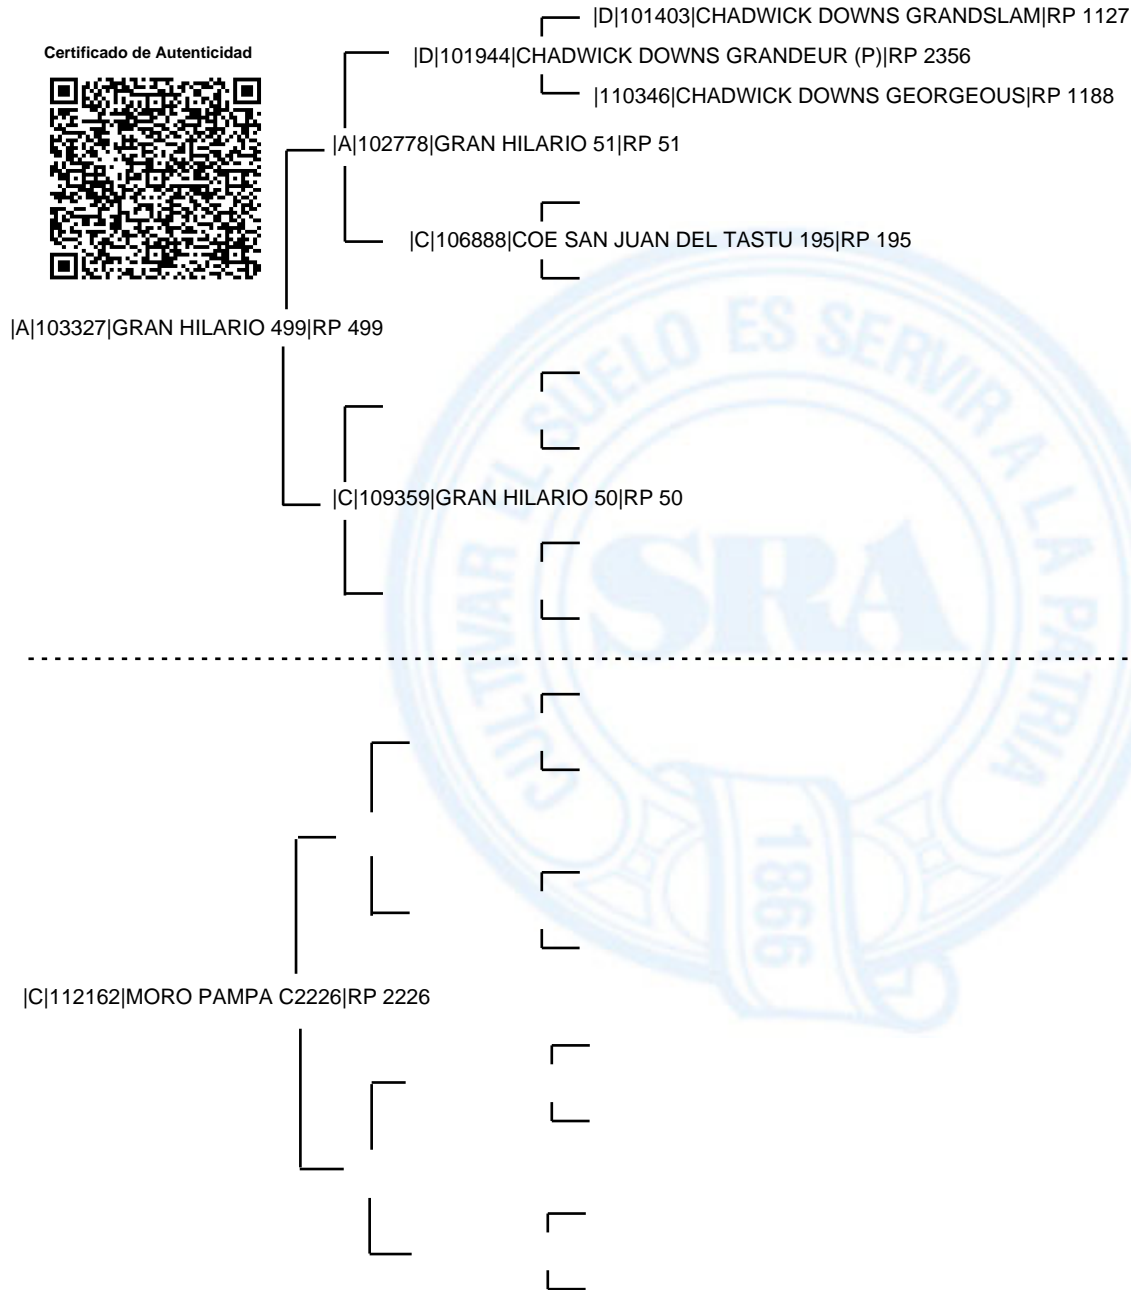 |D|101403|CHADWICK DOWNS GRANDSLAM|RP 1127
Certificado de Autenticidad
|D|101944|CHADWICK DOWNS GRANDEUR (P)|RP 2356
|110346|CHADWICK DOWNS GEORGEOUS|RP 1188
|A|102778|GRAN HILARIO 51|RP 51
|C|106888|COE SAN JUAN DEL TASTU 195|RP 195
|A|103327|GRAN HILARIO 499|RP 499
|C|109359|GRAN HILARIO 50|RP 50
|C|112162|MORO PAMPA C2226|RP 2226
CULTIVAR EL SUELO ES SERVIR A LA PATRIA
SRA
1866